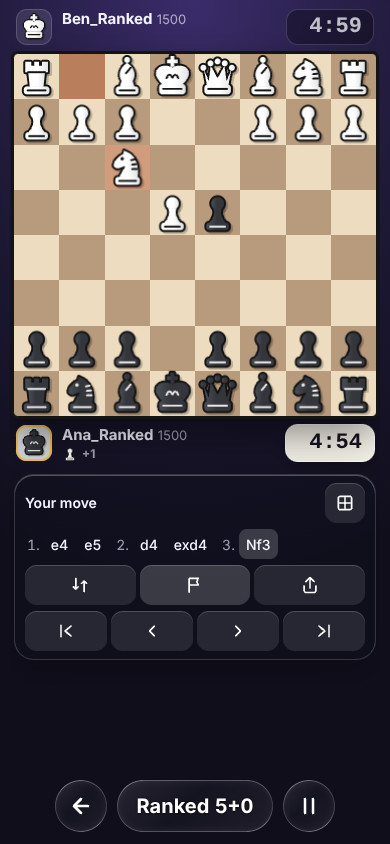 Ben_Ranked 1500
4:59
Ana_Ranked 1500
+1
4:54
Your move
1. e4 e5 2. d4 exd4 3. Nf3
Ranked 5+0